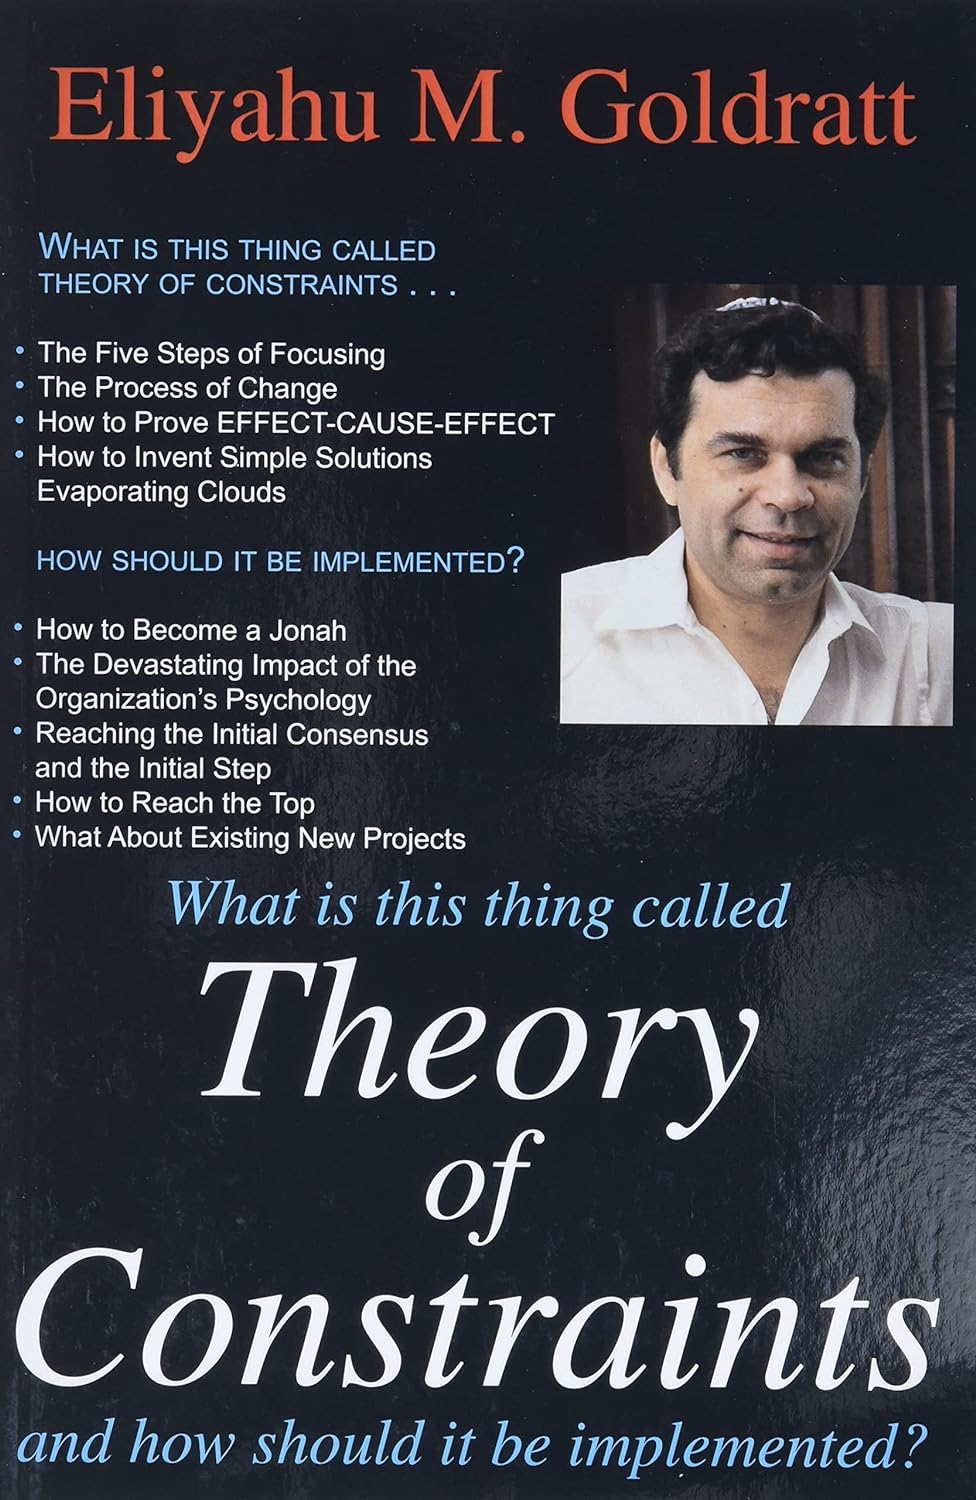 Eliyahu M. Goldratt
WHAT IS THIS THING CALLED
THEORY OF CONSTRAINTS . . .
• The Five Steps of Focusing
• The Process of Change
• How to Prove EFFECT-CAUSE-EFFECT
• How to Invent Simple Solutions
Evaporating Clouds
HOW SHOULD IT BE IMPLEMENTED?
• How to Become a Jonah
• The Devastating Impact of the
Organization's Psychology
• Reaching the Initial Consensus
and the Initial Step
• How to Reach the Top
• What About Existing New Projects
What is this thing called
Theory
of
Constraints
and how should it be implemented?